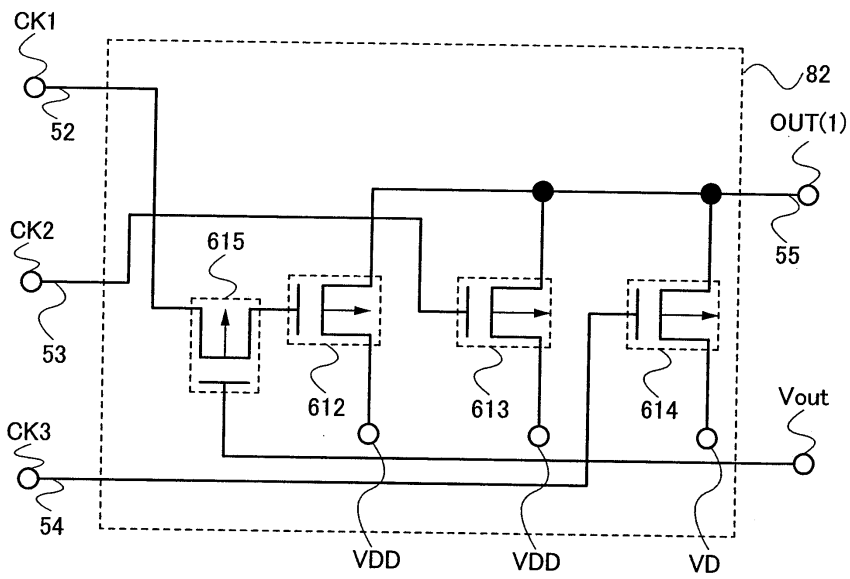 CK1
52
82
OUT(1)
55
CK2
53
615
612
613
614
Vout
CK3
54
VDD
VDD
VD